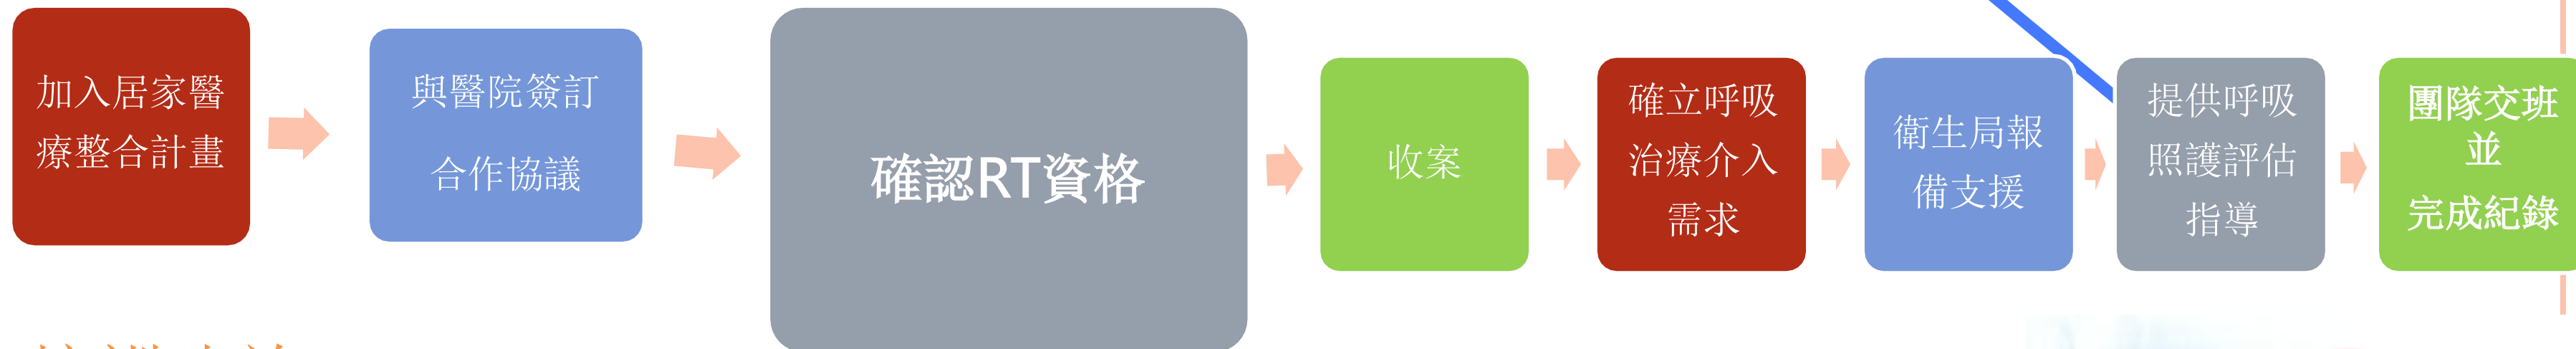 加入居家醫
療整合計畫
與醫院簽訂
合作協議
確認RT資格
收案
確立呼吸
治療介入
需求
衛生局報
備支援
提供呼吸
照護評估
指導
團隊交班
並
完成紀錄